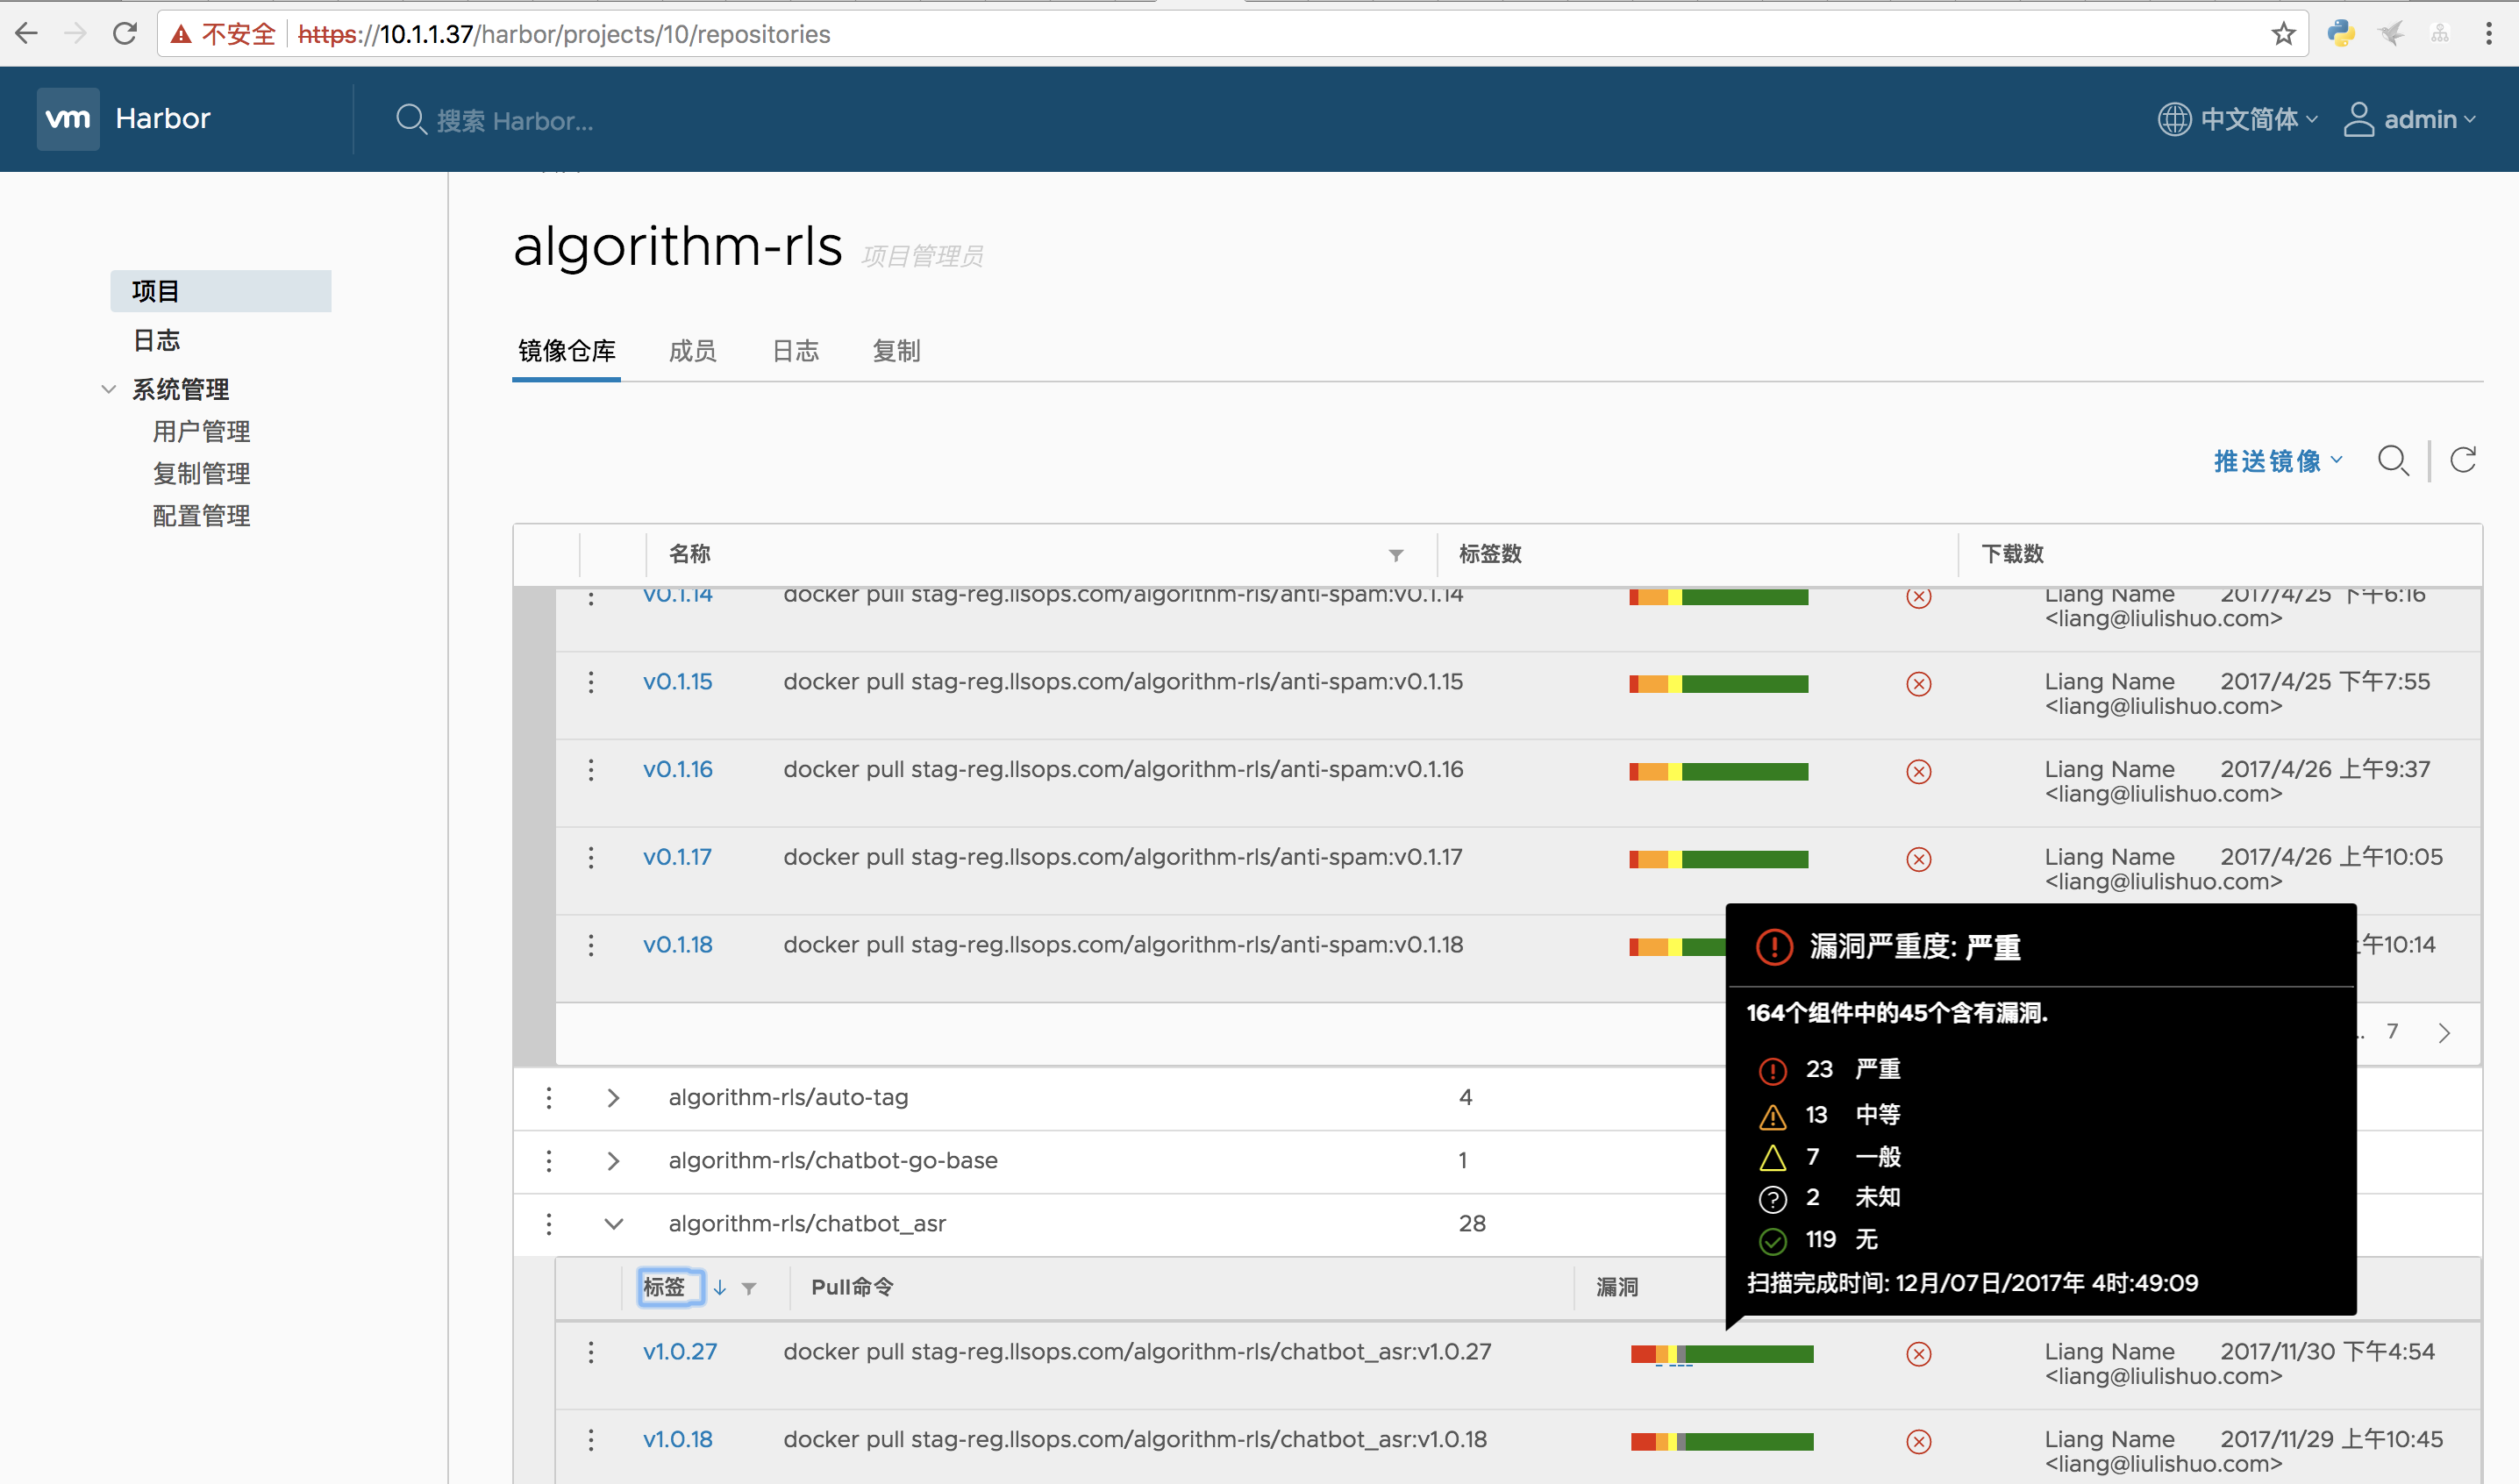 不安全 https://10.1.1.37/harbor/projects/10/repositories
vm Harbor 搜索 Harbor... 中文简体 admin
algorithm-rls 项目管理员
项目
日志
系统管理
用户管理
复制管理
配置管理
镜像仓库 成员 日志 复制
推送镜像
名称 标签数 下载数
v0.1.14 docker pull stag-reg.llsops.com/algorithm-rls/anti-spam:v0.1.14 Liang Name 2017/4/25 下午6:16
<liang@liulishuo.com>
v0.1.15 docker pull stag-reg.llsops.com/algorithm-rls/anti-spam:v0.1.15 Liang Name 2017/4/25 下午7:55
<liang@liulishuo.com>
v0.1.16 docker pull stag-reg.llsops.com/algorithm-rls/anti-spam:v0.1.16 Liang Name 2017/4/26 上午9:37
<liang@liulishuo.com>
v0.1.17 docker pull stag-reg.llsops.com/algorithm-rls/anti-spam:v0.1.17 Liang Name 2017/4/26 上午10:05
<liang@liulishuo.com>
v0.1.18 docker pull stag-reg.llsops.com/algorithm-rls/anti-spam:v0.1.18 午10:14
7
漏洞严重度: 严重
164个组件中的45个含有漏洞.
23 严重
13 中等
7 一般
2 未知
119 无
扫描完成时间: 12月/07日/2017年 4时:49:09
algorithm-rls/auto-tag 4
algorithm-rls/chatbot-go-base 1
algorithm-rls/chatbot_asr 28
标签 Pull命令 漏洞
v1.0.27 docker pull stag-reg.llsops.com/algorithm-rls/chatbot_asr:v1.0.27 Liang Name 2017/11/30 下午4:54
<liang@liulishuo.com>
v1.0.18 docker pull stag-reg.llsops.com/algorithm-rls/chatbot_asr:v1.0.18 Liang Name 2017/11/29 上午10:45
<liang@liulishuo.com>